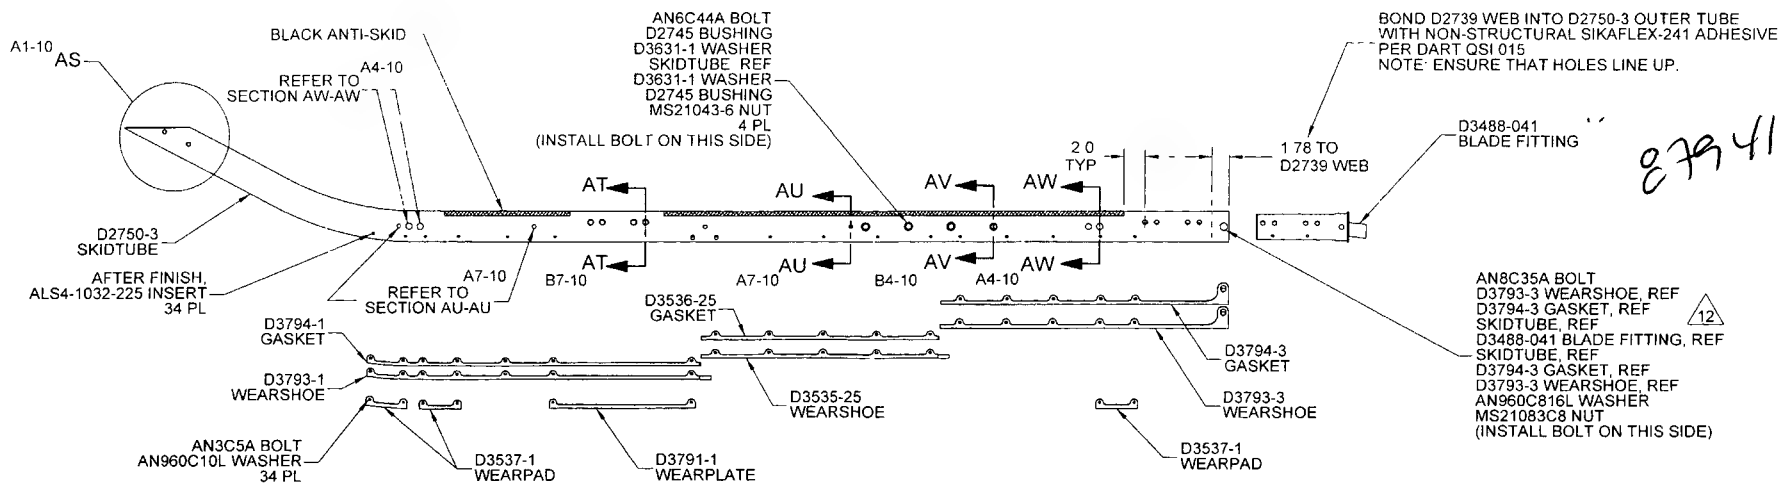 A1-10
AS
BLACK ANTI-SKID
A4-10
REFER TO
SECTION AW-AW
AN6C44A BOLT
D2745 BUSHING
D3631-1 WASHER
SKIDTUBE REF
D3631-1 WASHER
D2745 BUSHING
MS21043-6 NUT
4 PL
(INSTALL BOLT ON THIS SIDE)
BOND D2739 WEB INTO D2750-3 OUTER TUBE
WITH NON-STRUCTURAL SIKAFLEX-241 ADHESIVE
PER DART QSI 015
NOTE: ENSURE THAT HOLES LINE UP.
2.0
TYP
1.78 TO
D2739 WEB
D3488-041
BLADE FITTING
87941
AT
AU
AV
AW
D2750-3
SKIDTUBE
AFTER FINISH,
ALS4-1032-225 INSERT
34 PL
REFER TO
SECTION AU-AU
A7-10
AT
B7-10
AU
A7-10
AV
B4-10
AW
A4-10
D3794-1
GASKET
D3793-1
WEARSHOE
AN3C5A BOLT
AN960C10L WASHER
34 PL
D3537-1
WEARPAD
D3791-1
WEARPLATE
D3536-25
GASKET
D3535-25
WEARSHOE
D3794-3
GASKET
D3793-3
WEARSHOE
D3537-1
WEARPAD
AN8C35A BOLT
D3793-3 WEARSHOE, REF
D3794-3 GASKET, REF
SKIDTUBE, REF
D3488-041 BLADE FITTING, REF
SKIDTUBE, REF
D3794-3 GASKET, REF
D3793-3 WEARSHOE, REF
AN960C816L WASHER
MS21083C8 NUT
(INSTALL BOLT ON THIS SIDE)
12